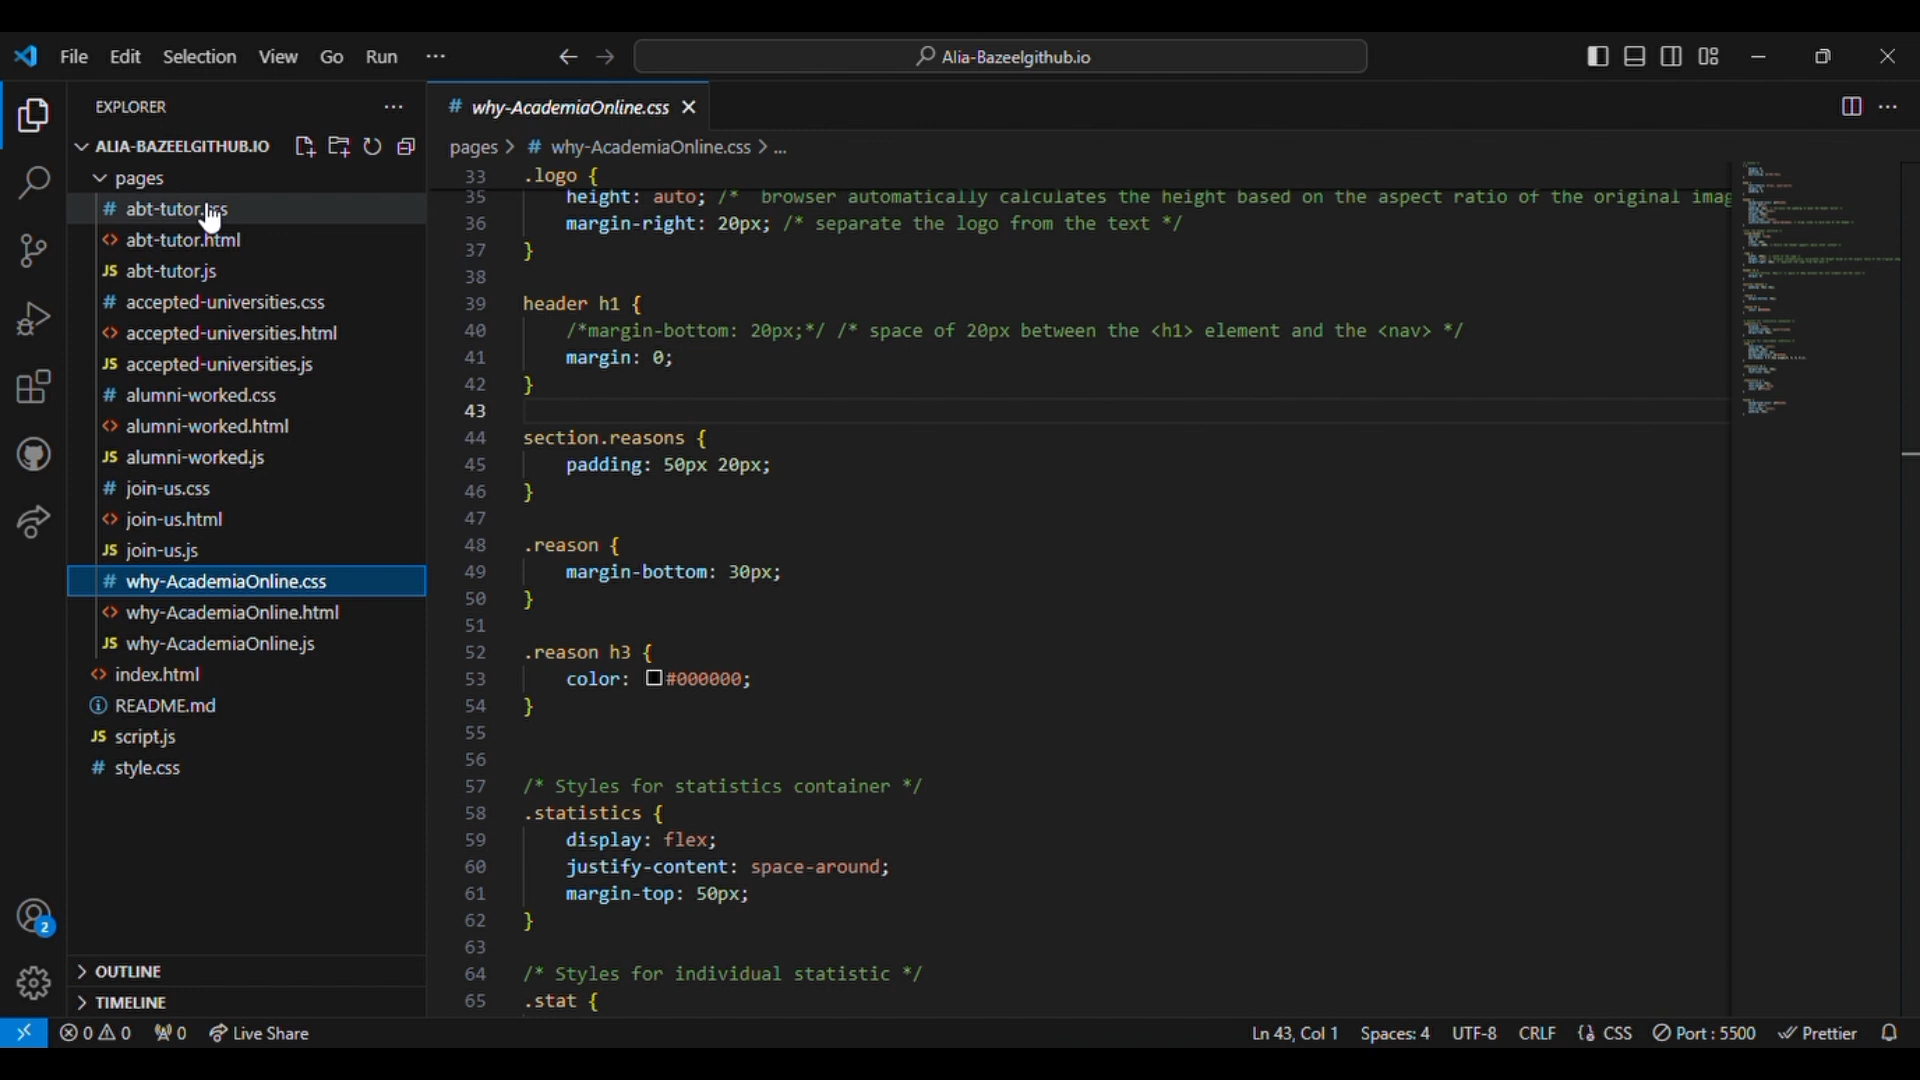 File Edit Selection View Go Run ···
Alia-Bazeelgithub.io
EXPLORER
ALIA-BAZEELGITHUB.IO
pages
# abt-tutor.css
<> abt-tutor.html
JS abt-tutor.js
# accepted-universities.css
<> accepted-universities.html
JS accepted-universities.js
# alumni-worked.css
<> alumni-worked.html
JS alumni-worked.js
# join-us.css
<> join-us.html
JS join-us.js
# why-AcademiaOnline.css
<> why-AcademiaOnline.html
JS why-AcademiaOnline.js
<> index.html
README.md
JS script.js
# style.css
OUTLINE
TIMELINE
# why-AcademiaOnline.css
pages > # why-AcademiaOnline.css > ...
33 .logo {
35 height: auto; /* browser automatically calculates the height based on the aspect ratio of the original imag
36 margin-right: 20px; /* separate the logo from the text */
37 }
38
39 header h1 {
40 /*margin-bottom: 20px;*/ /* space of 20px between the <h1> element and the <nav> */
41 margin: 0;
42 }
43
44 section.reasons {
45 padding: 50px 20px;
46 }
47
48 .reason {
49 margin-bottom: 30px;
50 }
51
52 .reason h3 {
53 color: #000000;
54 }
55
56
57 /* Styles for statistics container */
58 .statistics {
59 display: flex;
60 justify-content: space-around;
61 margin-top: 50px;
62 }
63
64 /* Styles for individual statistic */
65 .stat {
2
0 0 0 Live Share Ln 43, Col 1 Spaces: 4 UTF-8 CRLF CSS Port : 5500 Prettier